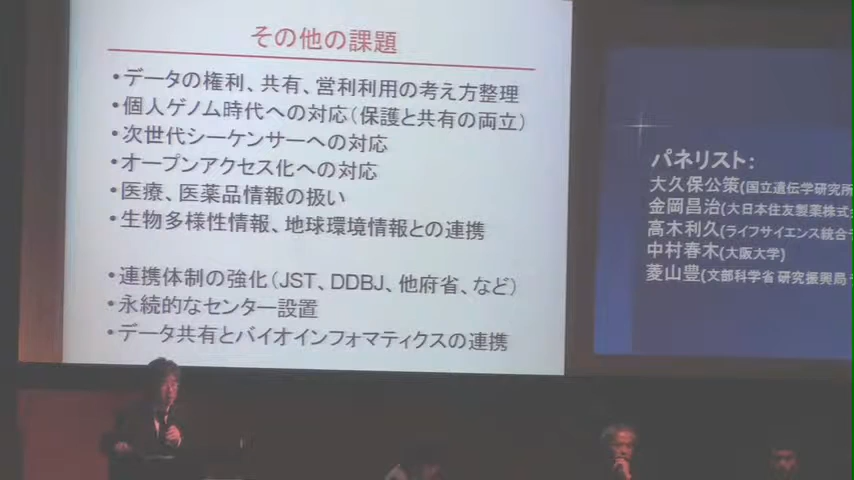 その他の課題
•データの権利、共有、営利利用の考え方整理
•個人ゲノム時代への対応(保護と共有の両立)
•次世代シーケンサーへの対応
•オープンアクセス化への対応
•医療、医薬品情報の扱い
•生物多様性情報、地球環境情報との連携
•連携体制の強化(JST、DDBJ、他府省、など)
•永続的なセンター設置
•データ共有とバイオインフォマティクスの連携
パネリスト:
大久保公策(国立遺伝学研究所
金岡昌治(大日本住友製薬株式
高木利久(ライフサイエンス統合
中村春木(大阪大学)
菱山豊(文部科学省 研究振興局